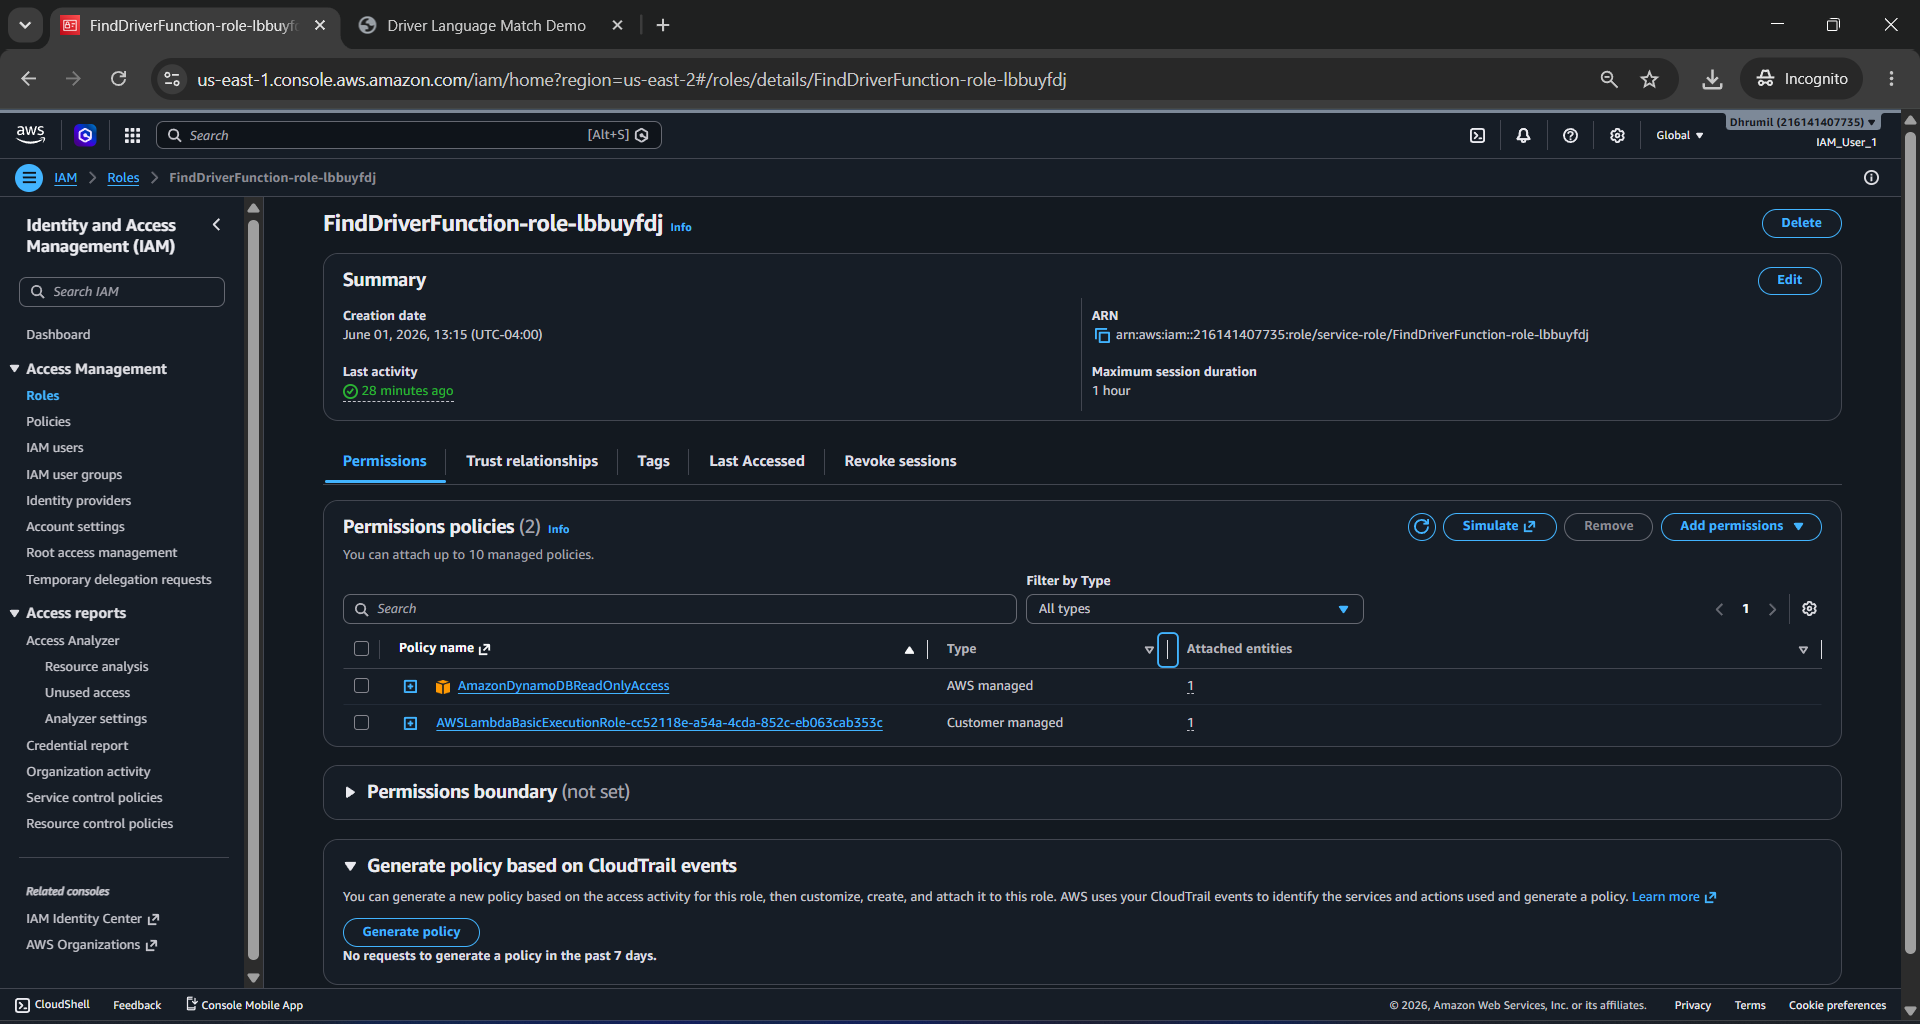 FindDriverFunction-role-lbbuyfd
Driver Language Match Demo
us-east-1.console.aws.amazon.com/iam/home?region=us-east-2#/roles/details/FindDriverFunction-role-lbbuyfdj
Incognito
aws
Search
[Alt+S]
Global
Dhrumil (216141407735)
IAM_User_1
IAM
Roles
FindDriverFunction-role-lbbuyfdj
Identity and Access
Management (IAM)
Search IAM
Dashboard
Access Management
Roles
Policies
IAM users
IAM user groups
Identity providers
Account settings
Root access management
Temporary delegation requests
Access reports
Access Analyzer
Resource analysis
Unused access
Analyzer settings
Credential report
Organization activity
Service control policies
Resource control policies
Related consoles
IAM Identity Center
AWS Organizations
FindDriverFunction-role-lbbuyfdj Info
Delete
Summary
Edit
Creation date
June 01, 2026, 13:15 (UTC-04:00)
ARN
arn:aws:iam::216141407735:role/service-role/FindDriverFunction-role-lbbuyfdj
Last activity
28 minutes ago
Maximum session duration
1 hour
Permissions
Trust relationships
Tags
Last Accessed
Revoke sessions
Permissions policies (2) Info
You can attach up to 10 managed policies.
Simulate
Remove
Add permissions
Filter by Type
Search
All types
1
Policy name
Type
Attached entities
AmazonDynamoDBReadOnlyAccess
AWS managed
1
AWSLambdaBasicExecutionRole-cc52118e-a54a-4cda-852c-eb063cab353c
Customer managed
1
Permissions boundary (not set)
Generate policy based on CloudTrail events
You can generate a new policy based on the access activity for this role, then customize, create, and attach it to this role. AWS uses your CloudTrail events to identify the services and actions used and generate a policy. Learn more
Generate policy
No requests to generate a policy in the past 7 days.
CloudShell
Feedback
Console Mobile App
© 2026, Amazon Web Services, Inc. or its affiliates.
Privacy
Terms
Cookie preferences